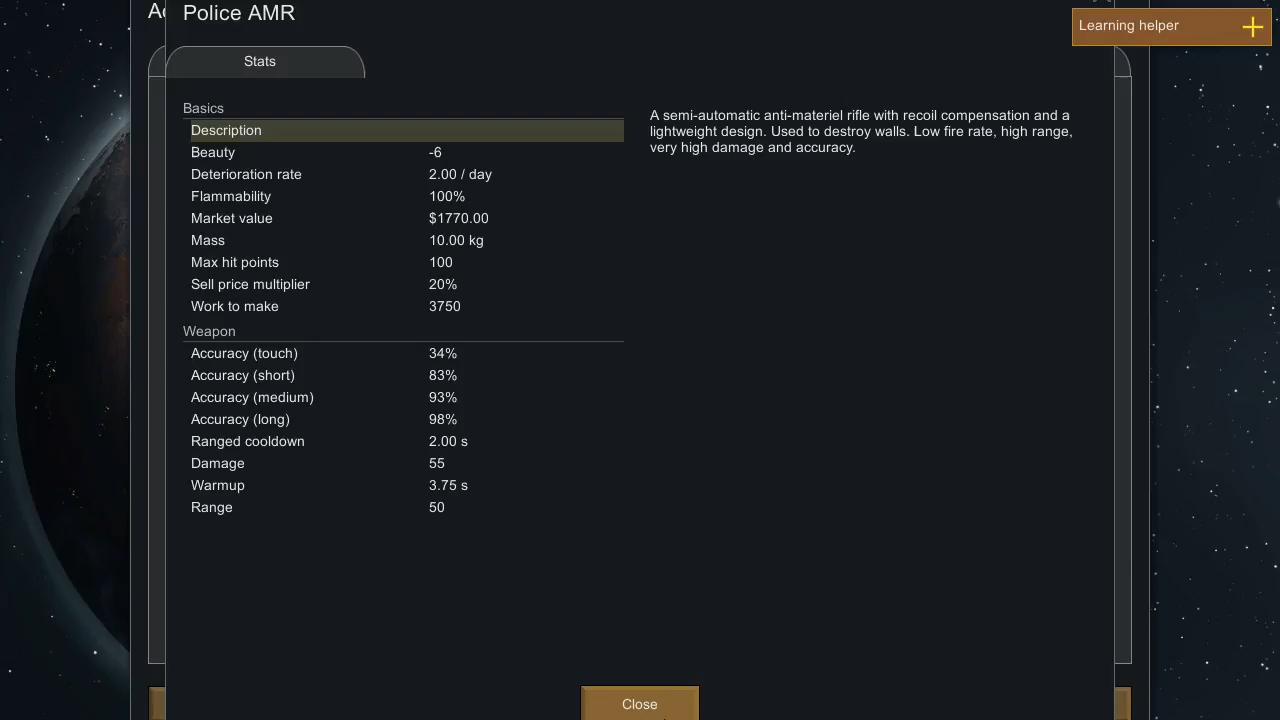 Police AMR
Learning helper
Stats
Basics
Description
Beauty -6
Deterioration rate 2.00 / day
Flammability 100%
Market value $1770.00
Mass 10.00 kg
Max hit points 100
Sell price multiplier 20%
Work to make 3750
Weapon
Accuracy (touch) 34%
Accuracy (short) 83%
Accuracy (medium) 93%
Accuracy (long) 98%
Ranged cooldown 2.00 s
Damage 55
Warmup 3.75 s
Range 50
A semi-automatic anti-materiel rifle with recoil compensation and a
lightweight design. Used to destroy walls. Low fire rate, high range,
very high damage and accuracy.
Close